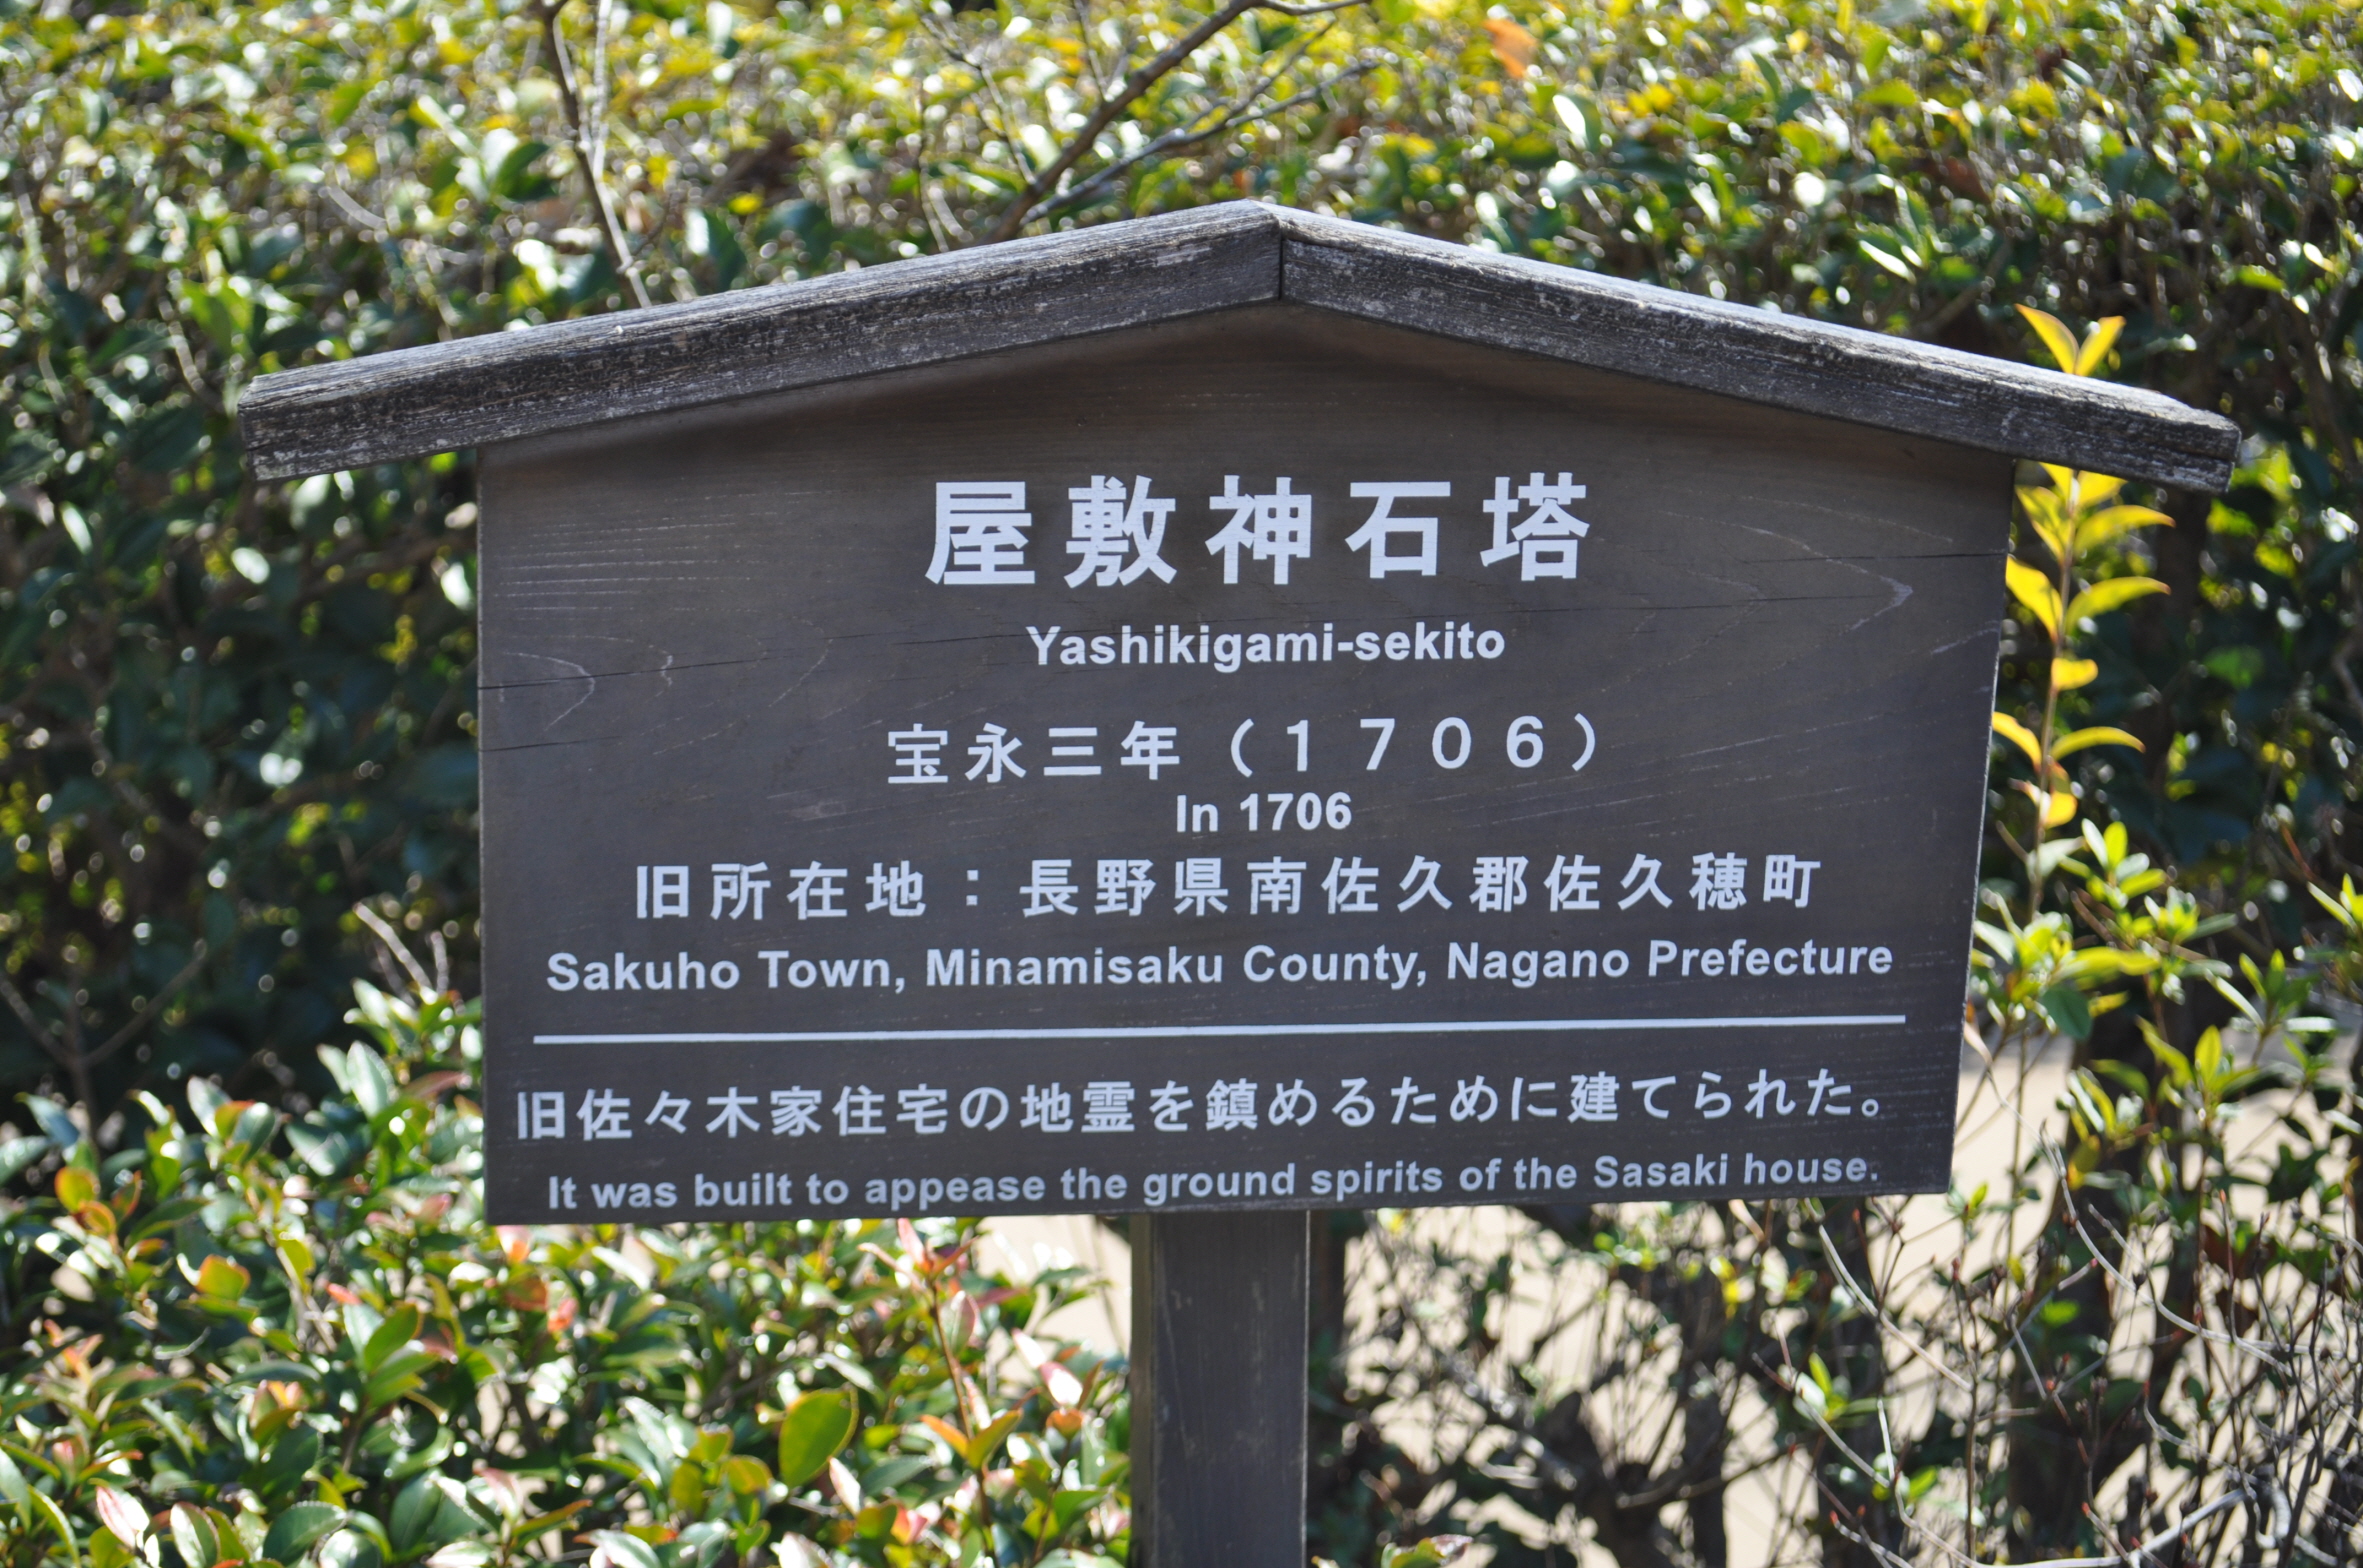 屋敷神石塔
Yashikigami-sekito
宝永三年（１７０６）
In 1706
旧所在地：長野県南佐久郡佐久穂町
Sakuho Town, Minamisaku County, Nagano Prefecture
旧佐々木家住宅の地霊を鎮めるために建てられた。
It was built to appease the ground spirits of the Sasaki house.